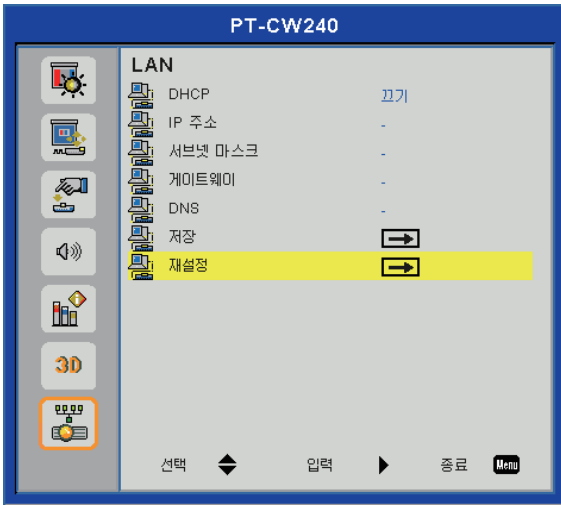 PT-CW240
LAN
DHCP 끄기
IP 주소 -
서브넷 마스크 -
게이트웨이 -
DNS -
저장
재설정
3D
선택 입력 종료 Menu